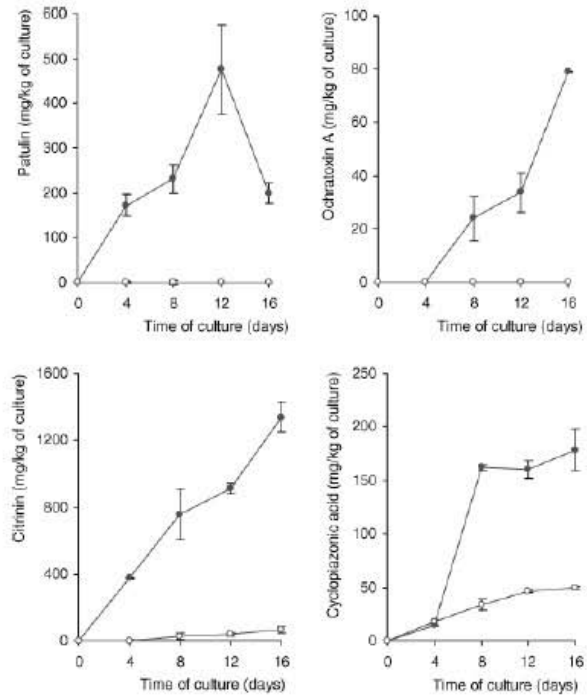 Patulin (mg/kg of culture)
600
500
400
300
200
100
0
0 4 8 12 16
Time of culture (days)
Ochratoxin A (mg/kg of culture)
80
60
40
20
0
0 4 8 12 16
Time of culture (days)
Citrinin (mg/kg of culture)
1600
1200
800
400
0
0 4 8 12 16
Time of culture (days)
Cyclopiazonic acid (mg/kg of culture)
250
200
150
100
50
0
0 4 8 12 16
Time of culture (days)